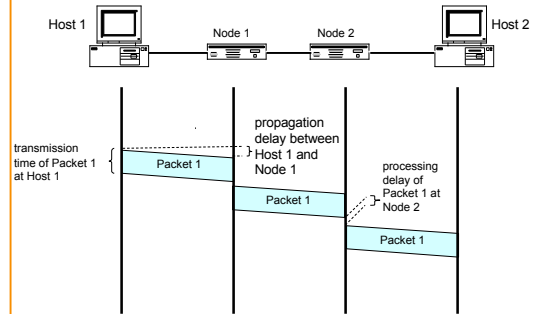 Host 1
Node 1
Node 2
Host 2
transmission
time of Packet 1
at Host 1
propagation
delay between
Host 1 and
Node 1
processing
delay of
Packet 1 at
Node 2
Packet 1
Packet 1
Packet 1